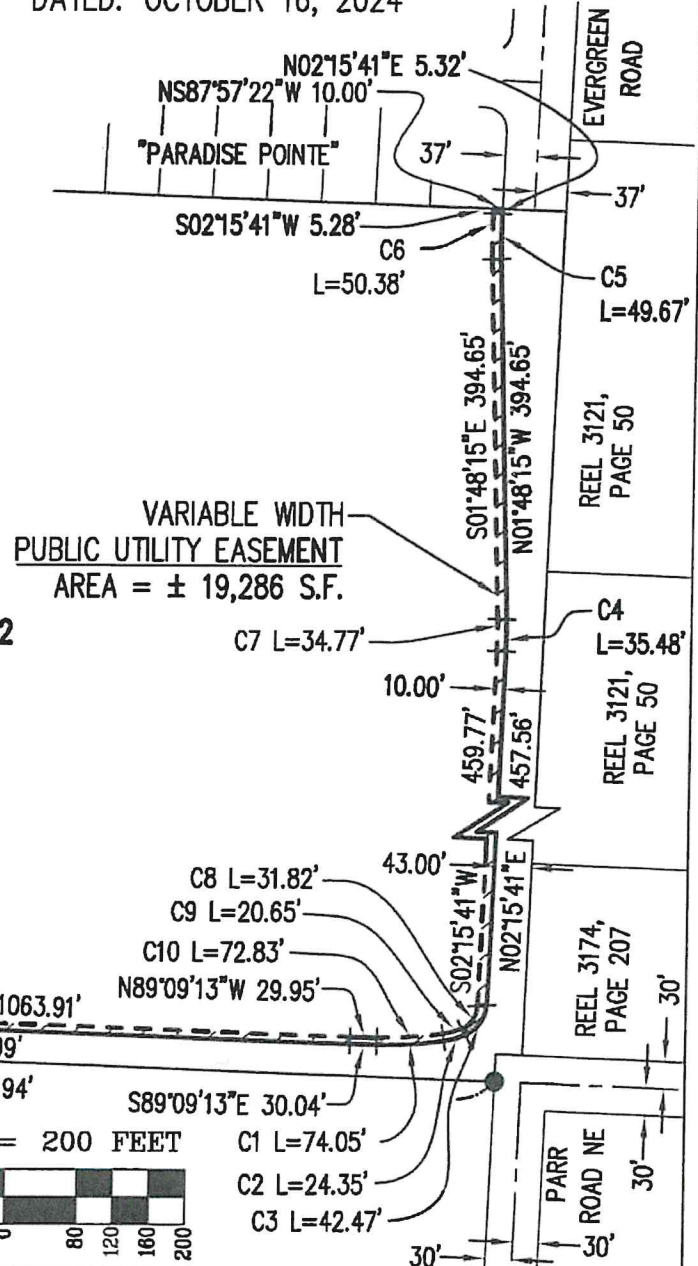 DATED: OCTOBER 16, 2024
N02°15'41"E 5.32'
NS87°57'22"W 10.00'
EVERGREEN
ROAD
"PARADISE POINTE"
37'
37'
S02°15'41"W 5.28'
C6
L=50.38'
C5
L=49.67'
S01°48'15"E 394.65'
N01°48'15"W 394.65'
REEL 3121,
PAGE 50
VARIABLE WIDTH
PUBLIC UTILITY EASEMENT
AREA = ± 19,286 S.F.
2
C7 L=34.77'
C4
L=35.48'
10.00'
459.77'
457.56'
REEL 3121,
PAGE 50
43.00'
C8 L=31.82'
C9 L=20.65'
C10 L=72.83'
S02°15'41"W
N02°15'41"E
N89°09'13"W 29.95'
REEL 3174,
PAGE 207
30'
1063.91'
99'
94'
S89°09'13"E 30.04'
= 200 FEET
C1 L=74.05'
C2 L=24.35'
C3 L=42.47'
PARR
ROAD NE
30'
0 80 120 160 200
30'
30'